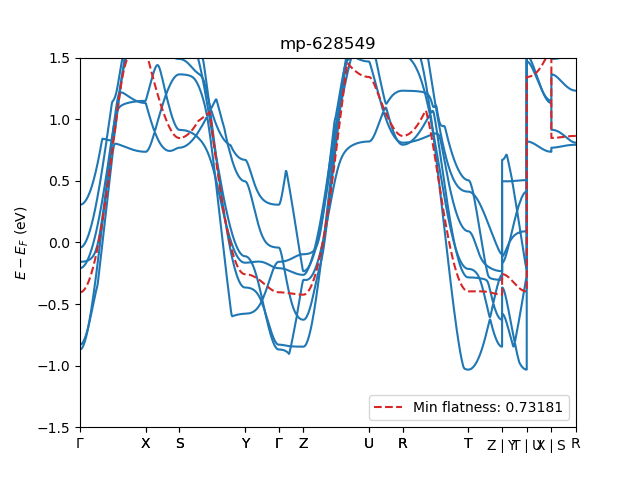 mp-628549
1.5
1.0
0.5
0.0
−0.5
−1.0
−1.5
E − E_F (eV)
Min flatness: 0.73181
Γ X S Y Γ Z U R T Z | Y T | U X | S R